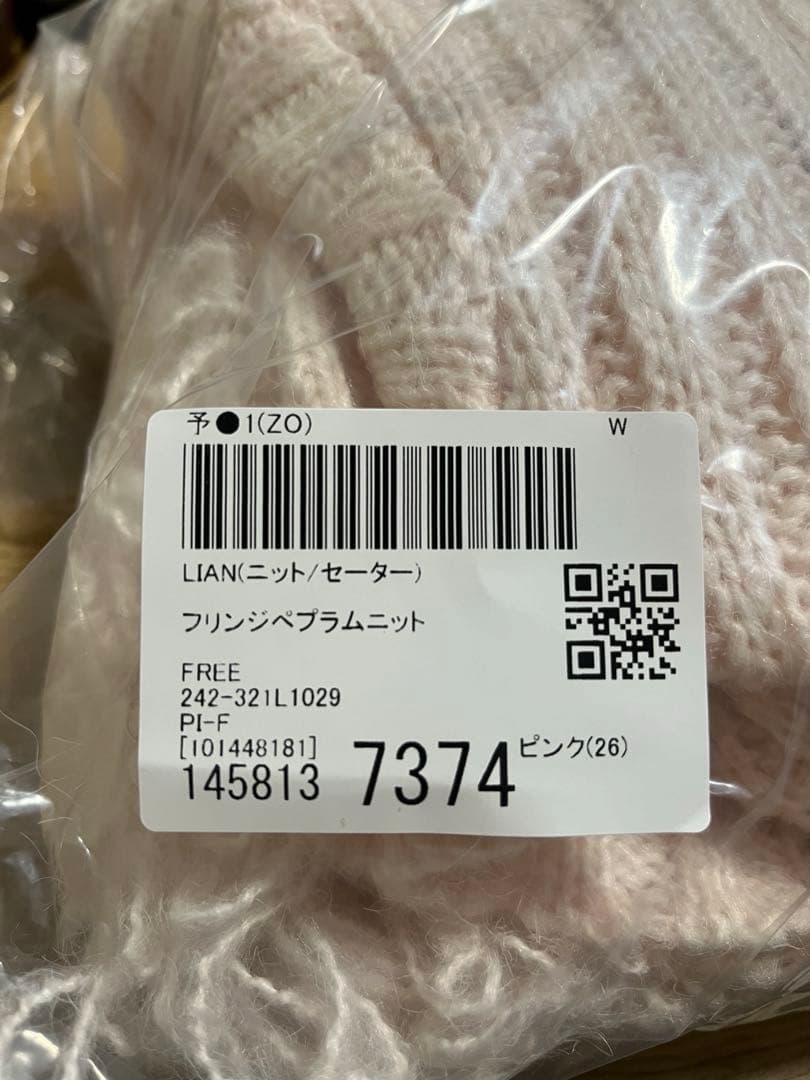 予●1(ZO) W
LIAN(ニット/セーター)
フリンジペプラムニット
FREE
242-321L1029
PI-F
[101448181]
145813 7374 ピンク(26)